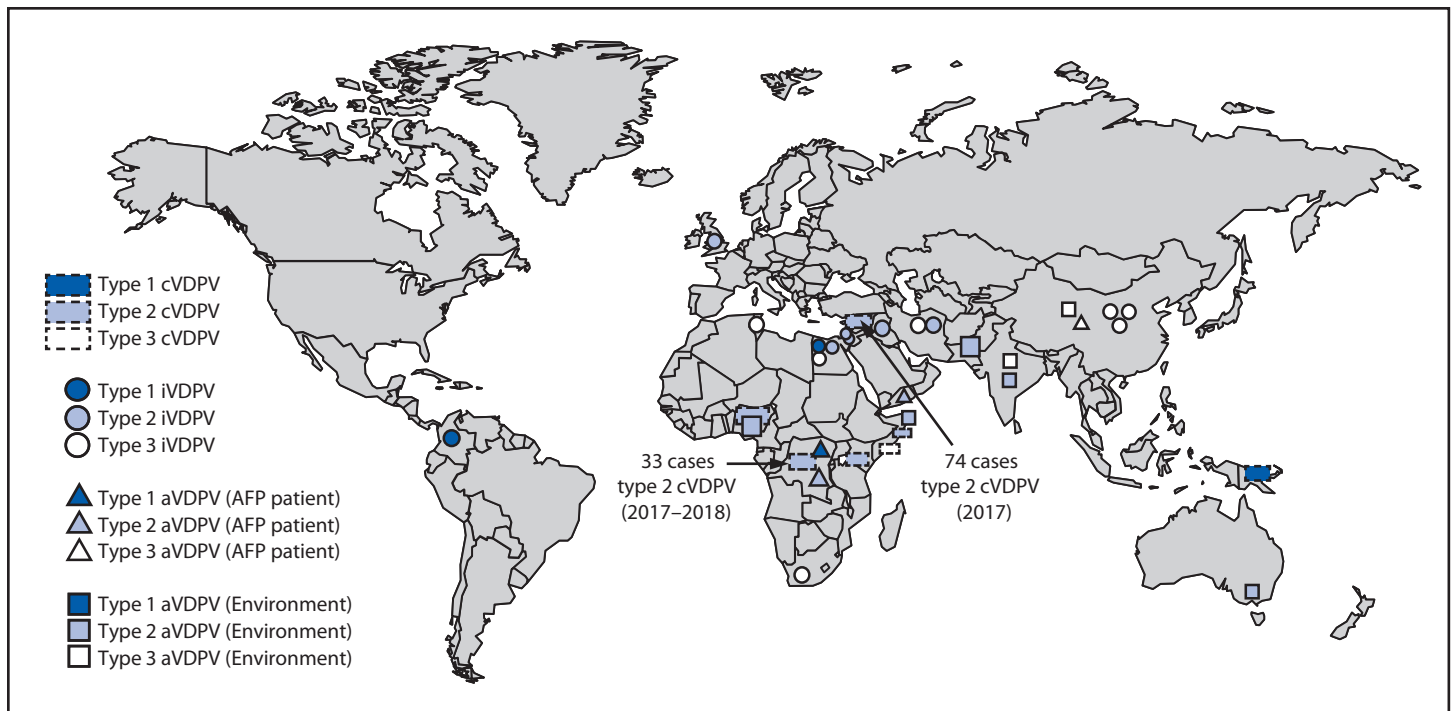 Type 1 cVDPV
Type 2 cVDPV
Type 3 cVDPV
Type 1 iVDPV
Type 2 iVDPV
Type 3 iVDPV
Type 1 aVDPV (AFP patient)
Type 2 aVDPV (AFP patient)
Type 3 aVDPV (AFP patient)
Type 1 aVDPV (Environment)
Type 2 aVDPV (Environment)
Type 3 aVDPV (Environment)
33 cases
type 2 cVDPV
(2017–2018)
74 cases
type 2 cVDPV
(2017)